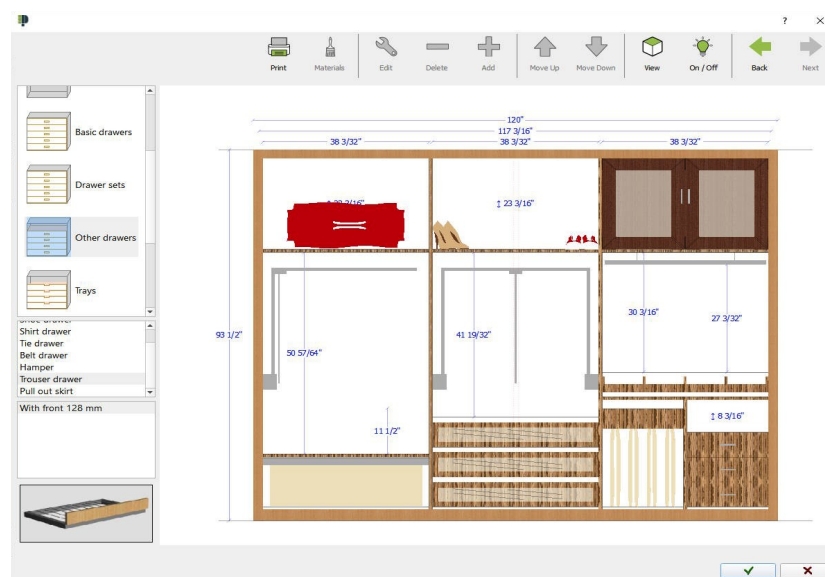 ?
Print
Materials
Edit
Delete
Add
Move Up
Move Down
View
On / Off
Back
Next
Basic drawers
Drawer sets
Other drawers
Trays
Shoe drawer
Shirt drawer
Tie drawer
Belt drawer
Hamper
Trouser drawer
Pull out skirt
With front 128 mm
120"
117 3/16"
38 3/32"
38 3/32"
38 3/32"
↕ 23 3/16"
93 1/2"
50 57/64"
41 19/32"
30 3/16"
27 3/32"
11 1/2"
↕ 8 3/16"